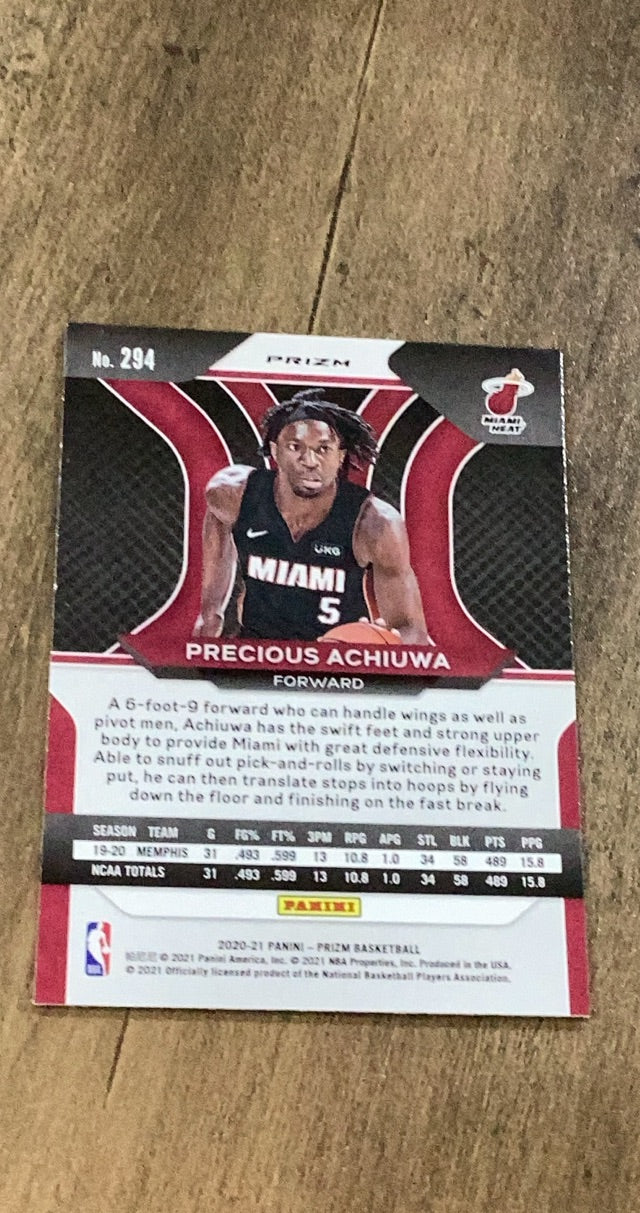 No. 294
PRIZM
MIAMI
HEAT
UKG
MIAMI
5
PRECIOUS ACHIUWA
FORWARD
A 6-foot-9 forward who can handle wings as well as
pivot men, Achiuwa has the swift feet and strong upper
body to provide Miami with great defensive flexibility.
Able to snuff out pick-and-rolls by switching or staying
put, he can then translate stops into hoops by flying
down the floor and finishing on the fast break.
SEASON TEAM G FG% FT% 3PM RPG APG STL BLK PTS PPG
19-20 MEMPHIS 31 .493 .599 13 10.8 1.0 34 58 489 15.8
NCAA TOTALS 31 .493 .599 13 10.8 1.0 34 58 489 15.8
PANINI
2020-21 PANINI – PRIZM BASKETBALL
帕尼尼 © 2021 Panini America, Inc. © 2021 NBA Properties, Inc. Produced in the USA.
© 2021 Officially licensed product of the National Basketball Players Association.